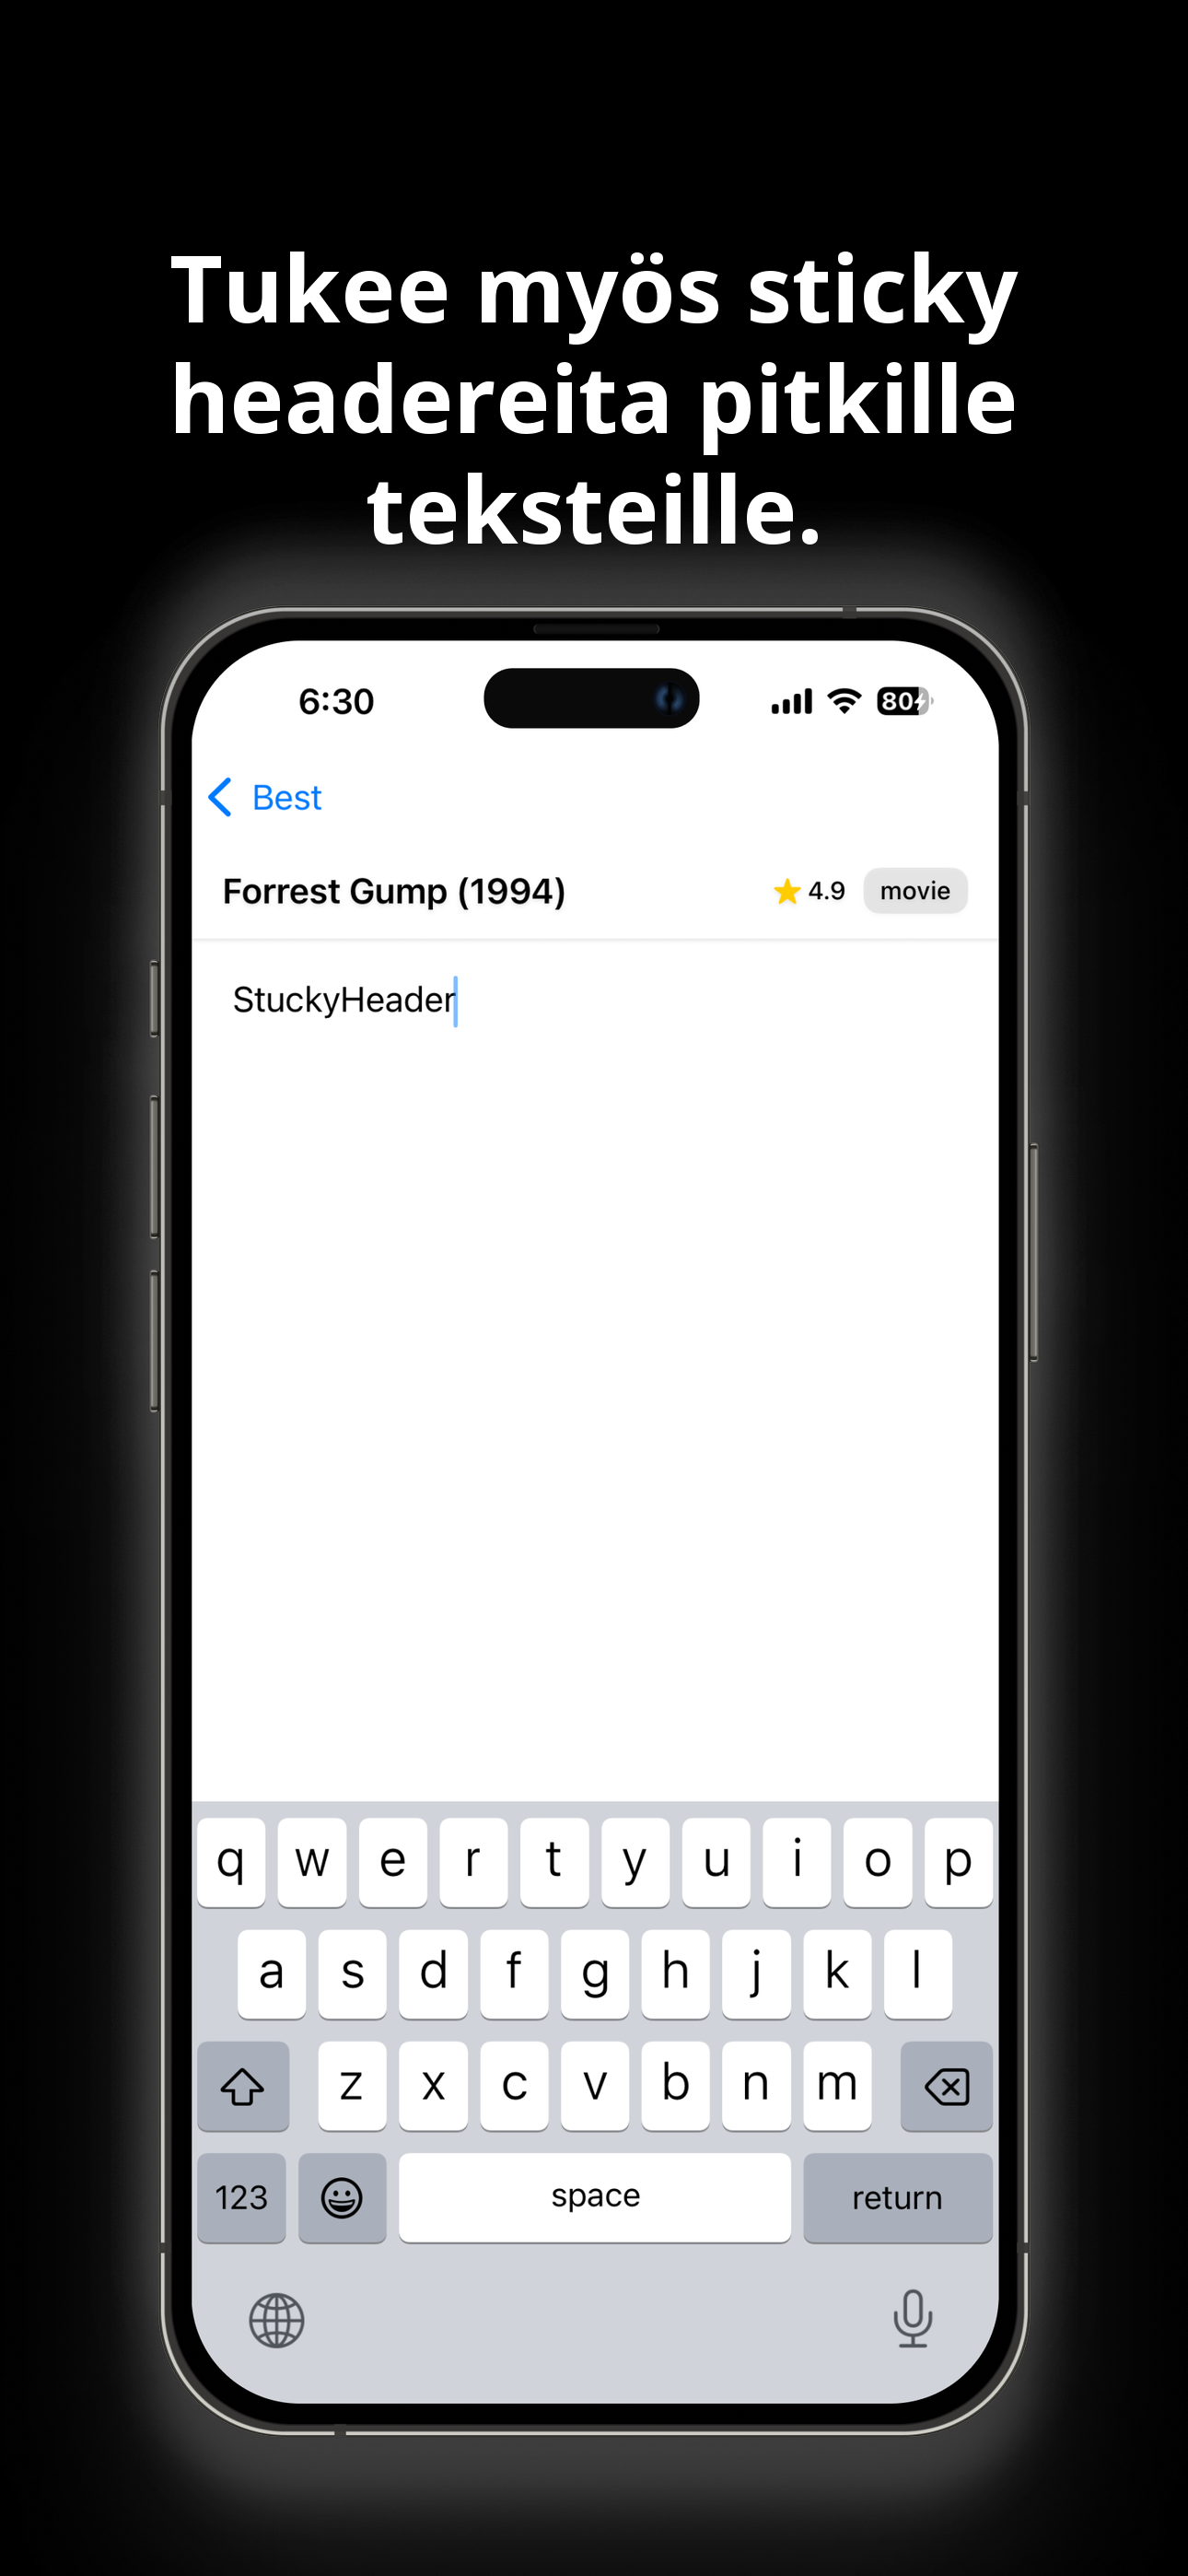 Tukee myös sticky
headereita pitkille
teksteille.
6:30 80
Best
Forrest Gump (1994) 4.9 movie
StuckyHeader
q w e r t y u i o p
a s d f g h j k l
z x c v b n m
123 space return